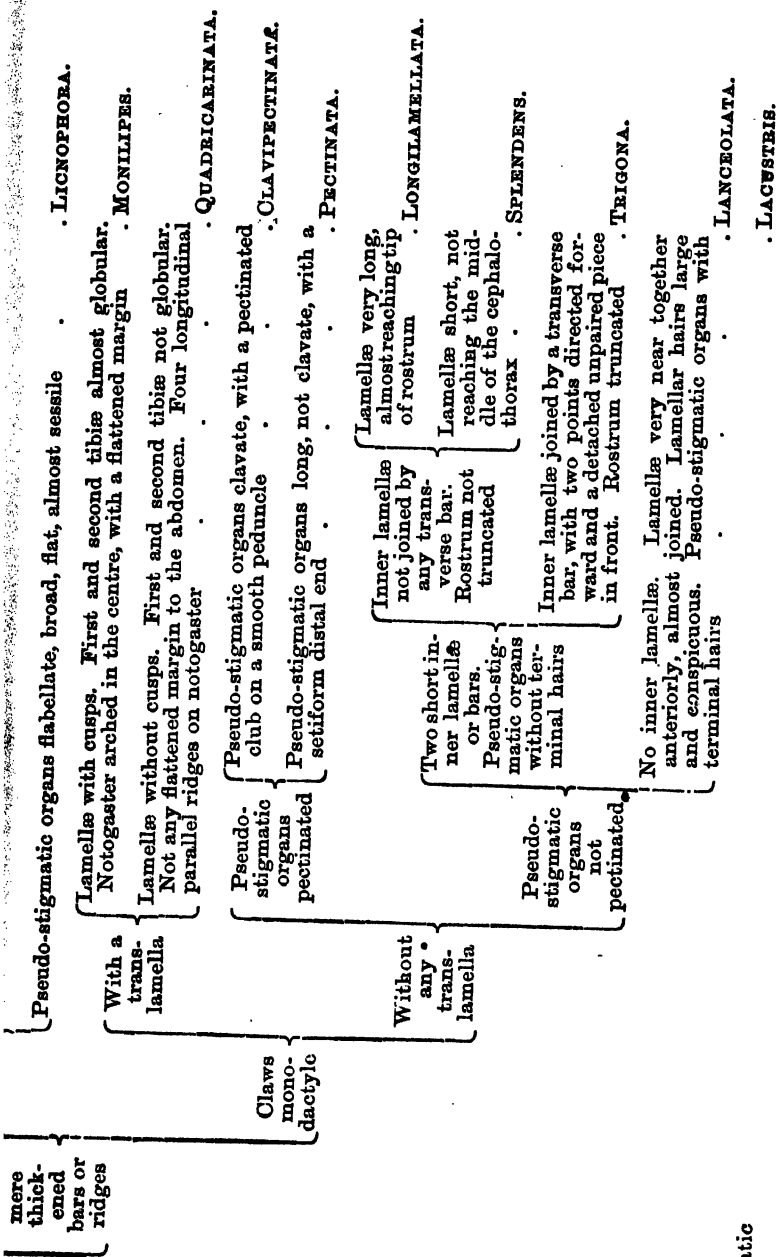 mere
thick-
ened
bars or
ridges
Claws
mono-
dactyle
Pseudo-stigmatic organs flabellate, broad, flat, almost sessile . . LICNOPHORA.
With a
trans-
lamella
Lamellæ with cusps. First and second tibiæ almost globular.
Notogaster arched in the centre, with a flattened margin . MONILIPES.
Lamellæ without cusps. First and second tibiæ not globular.
Not any flattened margin to the abdomen. Four longitudinal
parallel ridges on notogaster . . . . QUADRICARINATA.
Without
any
trans-
lamella
Pseudo-
stigmatic
organs
pectinated
Pseudo-stigmatic organs clavate, with a pectinated
club on a smooth peduncle . . . CLAVIPECTINATA.
Pseudo-stigmatic organs long, not clavate, with a
setiform distal end . . . PECTINATA.
Pseudo-
stigmatic
organs
not
pectinated
Two short in-
ner lamellæ
or bars.
Pseudo-stig-
matic organs
without ter-
minal hairs
Inner lamellæ
not joined by
any trans-
verse bar.
Rostrum not
truncated
Lamellæ very long,
almost reaching tip
of rostrum . LONGILAMELLATA.
Lamellæ short, not
reaching the mid-
dle of the cephalo-
thorax . . SPLENDENS.
Inner lamellæ joined by a transverse
bar, with two points directed for-
ward and a detached unpaired piece
in front. Rostrum truncated . TRIGONA.
No inner lamellæ. Lamellæ very near together
anteriorly, almost joined. Lamellar hairs large
and conspicuous. Pseudo-stigmatic organs with
terminal hairs . . . . LANCEOLATA.
. LACUSTRIS.
atic